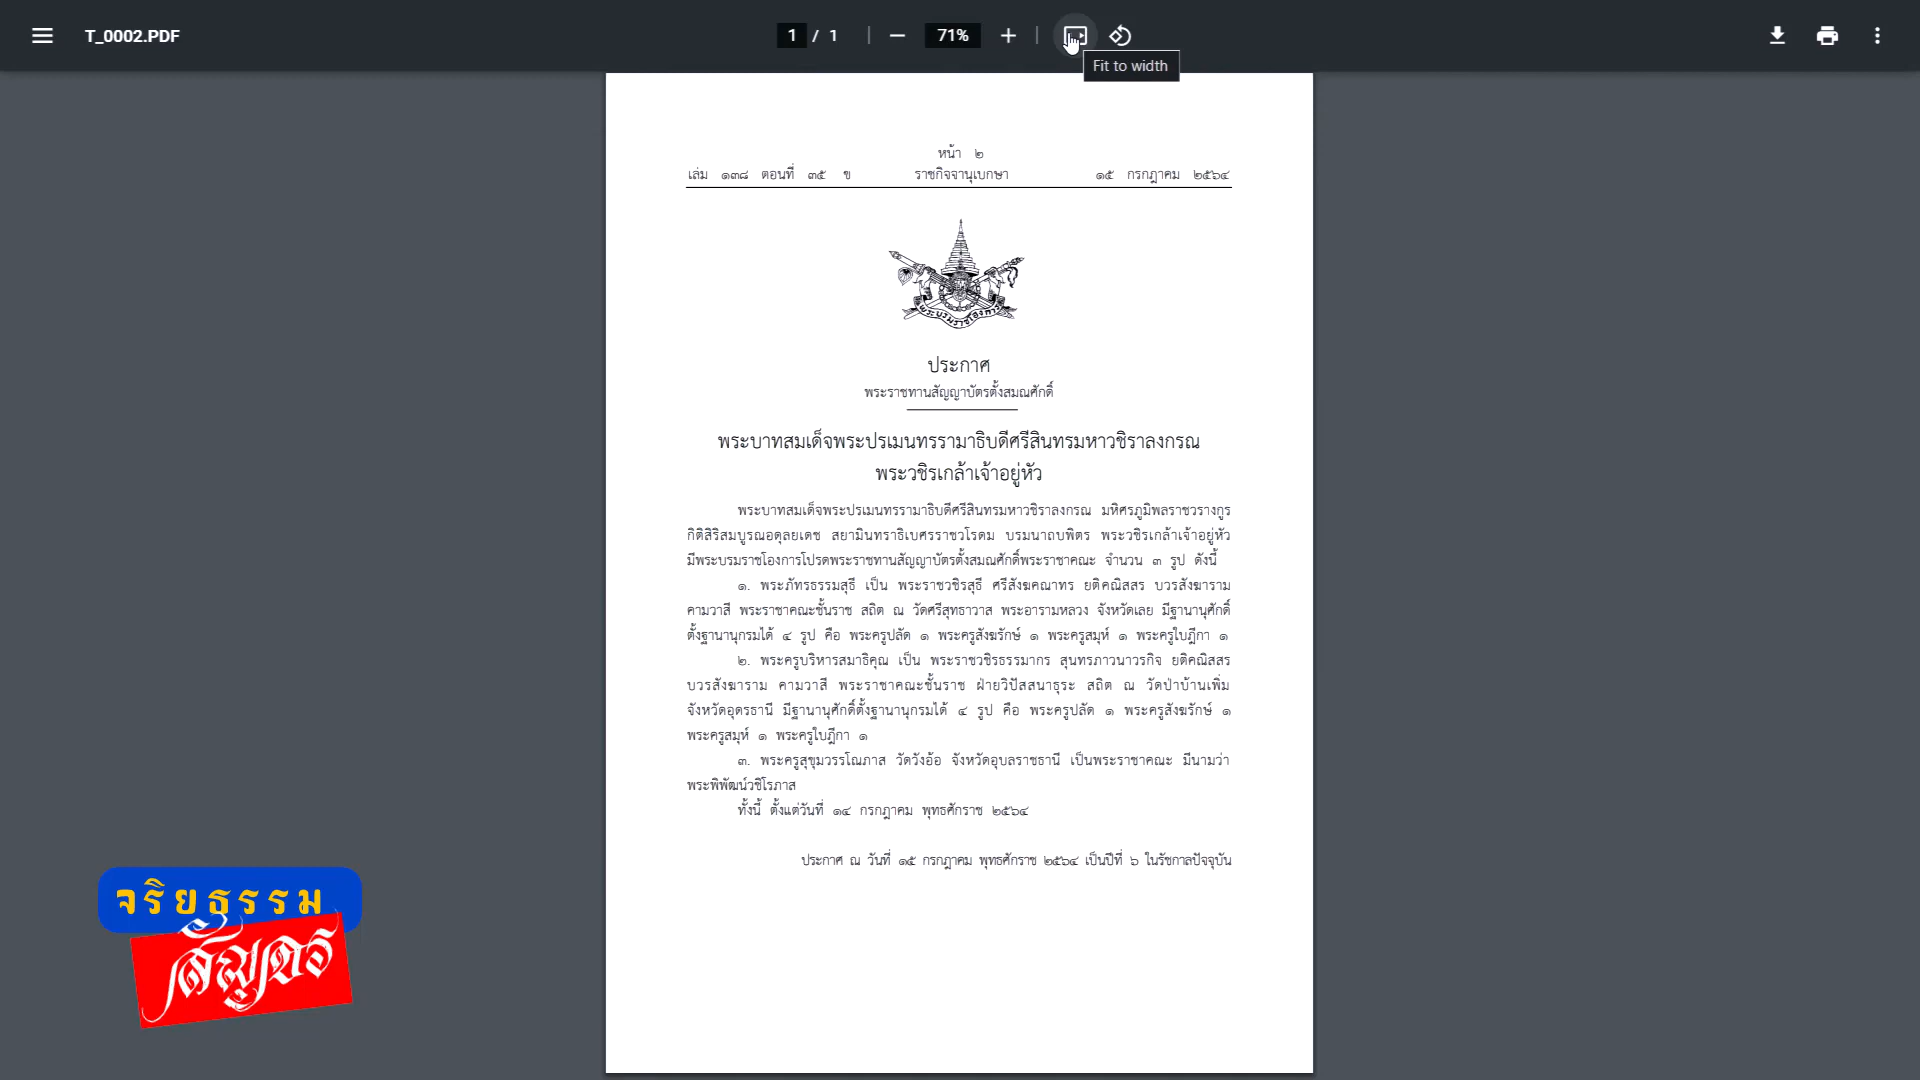 T_0002.PDF
1 / 1
71%
Fit to width
หน้า ๒
เล่ม ๑๓๘ ตอนที่ ๓๕ ข ราชกิจจานุเบกษา ๑๕ กรกฎาคม ๒๕๖๔
พระบรมราชโองการ
ประกาศ
พระราชทานสัญญาบัตรตั้งสมณศักดิ์
พระบาทสมเด็จพระปรเมนทรรามาธิบดีศรีสินทรมหาวชิราลงกรณ
พระวชิรเกล้าเจ้าอยู่หัว
พระบาทสมเด็จพระปรเมนทรรามาธิบดีศรีสินทรมหาวชิราลงกรณ มหิศรภูมิพลราชวรางกูร
กิติสิริสมบูรณอดุลยเดช สยามินทราธิเบศรราชวโรดม บรมนาถบพิตร พระวชิรเกล้าเจ้าอยู่หัว
มีพระบรมราชโองการโปรดพระราชทานสัญญาบัตรตั้งสมณศักดิ์พระราชาคณะ จำนวน ๓ รูป ดังนี้
๑. พระภัทรธรรมสุธี เป็น พระราชวชิรสุธี ศรีสังฆคณาทร ยติคณิสสร บวรสังฆาราม
คามวาสี พระราชาคณะชั้นราช สถิต ณ วัดศรีสุทธาวาส พระอารามหลวง จังหวัดเลย มีฐานานุศักดิ์
ตั้งฐานานุกรมได้ ๔ รูป คือ พระครูปลัด ๑ พระครูสังฆรักษ์ ๑ พระครูสมุห์ ๑ พระครูใบฎีกา ๑
๒. พระครูบริหารสมาธิคุณ เป็น พระราชวชิรธรรมากร สุนทรภาวนาวรกิจ ยติคณิสสร
บวรสังฆาราม คามวาสี พระราชาคณะชั้นราช ฝ่ายวิปัสสนาธุระ สถิต ณ วัดป่าบ้านเพิ่ม
จังหวัดอุดรธานี มีฐานานุศักดิ์ตั้งฐานานุกรมได้ ๔ รูป คือ พระครูปลัด ๑ พระครูสังฆรักษ์ ๑
พระครูสมุห์ ๑ พระครูใบฎีกา ๑
๓. พระครูสุขุมวรรโณภาส วัดวังอ้อ จังหวัดอุบลราชธานี เป็นพระราชาคณะ มีนามว่า
พระพิพัฒน์วชิโรภาส
ทั้งนี้ ตั้งแต่วันที่ ๑๔ กรกฎาคม พุทธศักราช ๒๕๖๔
ประกาศ ณ วันที่ ๑๕ กรกฎาคม พุทธศักราช ๒๕๖๔ เป็นปีที่ ๖ ในรัชกาลปัจจุบัน
จริยธรรม
สัญจร